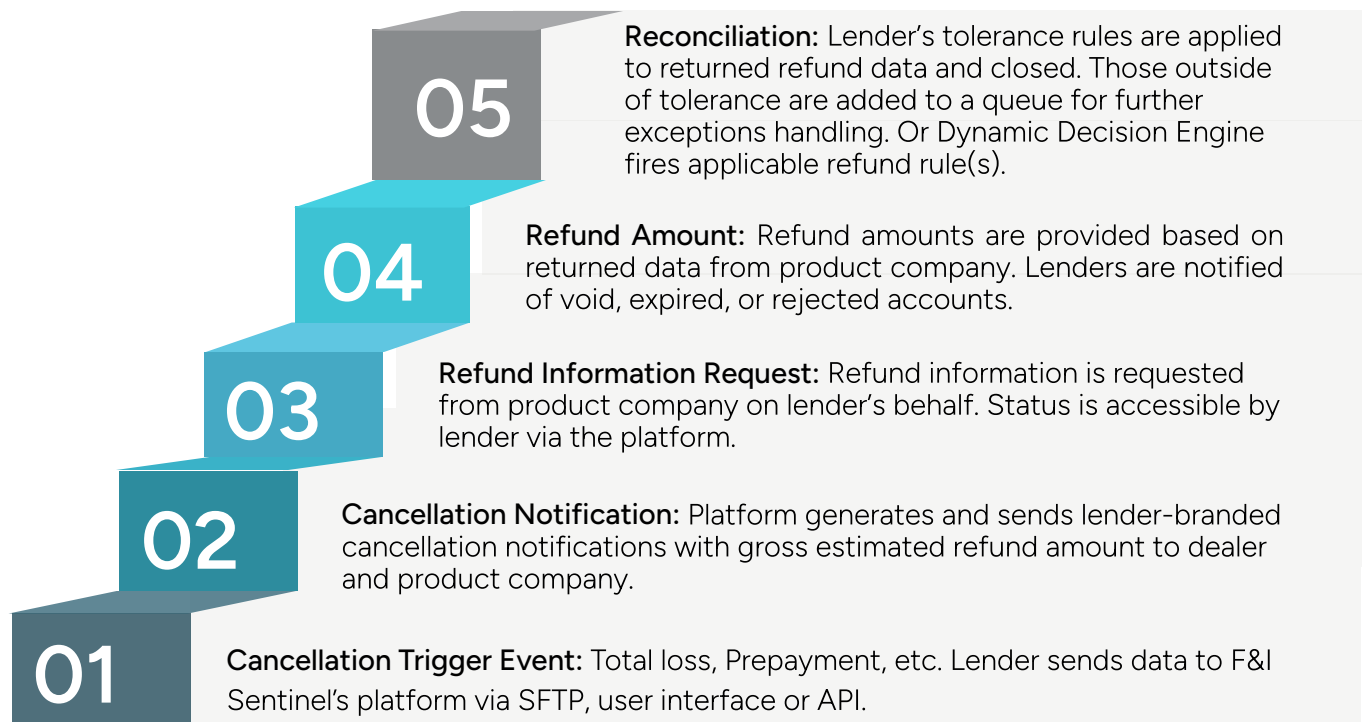 05
Reconciliation: Lender’s tolerance rules are applied
to returned refund data and closed. Those outside
of tolerance are added to a queue for further
exceptions handling. Or Dynamic Decision Engine
fires applicable refund rule(s).
04
Refund Amount: Refund amounts are provided based on
returned data from product company. Lenders are notified
of void, expired, or rejected accounts.
03
Refund Information Request: Refund information is requested
from product company on lender’s behalf. Status is accessible by
lender via the platform.
02
Cancellation Notification: Platform generates and sends lender-branded
cancellation notifications with gross estimated refund amount to dealer
and product company.
01
Cancellation Trigger Event: Total loss, Prepayment, etc. Lender sends data to F&I
Sentinel’s platform via SFTP, user interface or API.